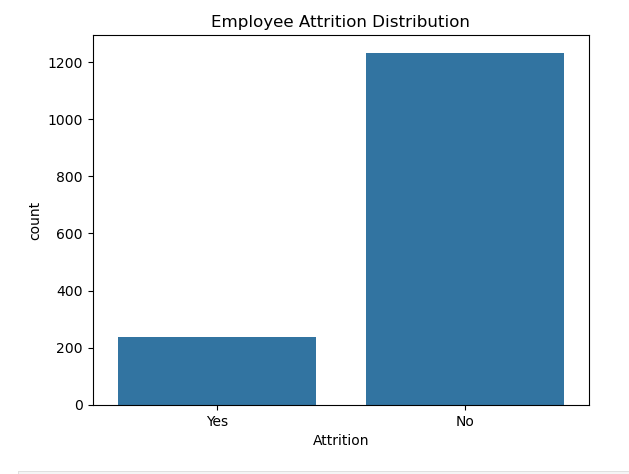 Employee Attrition Distribution
1200
1000
800
600
400
200
0
count
Yes
No
Attrition